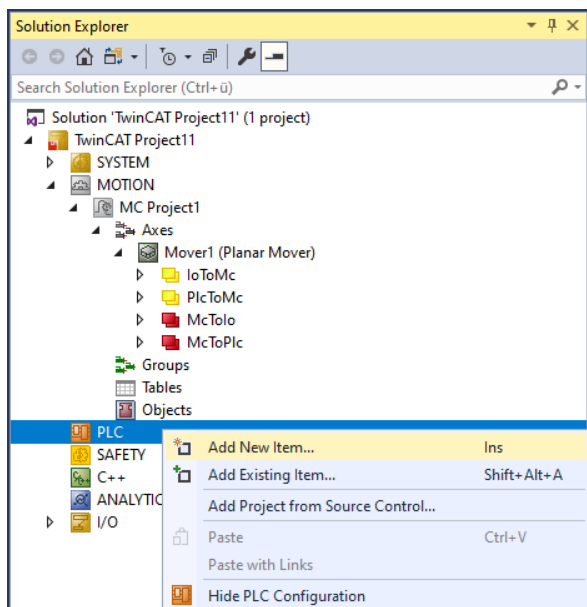 Solution Explorer
Search Solution Explorer (Ctrl+ü)
Solution 'TwinCAT Project11' (1 project)
TwinCAT Project11
SYSTEM
MOTION
MC Project1
Axes
Mover1 (Planar Mover)
IoToMc
PlcToMc
McToIo
McToPlc
Groups
Tables
Objects
PLC
Add New Item... Ins
SAFETY
Add Existing Item... Shift+Alt+A
C++
ANALYTIC
Add Project from Source Control...
I/O
Paste Ctrl+V
Paste with Links
Hide PLC Configuration